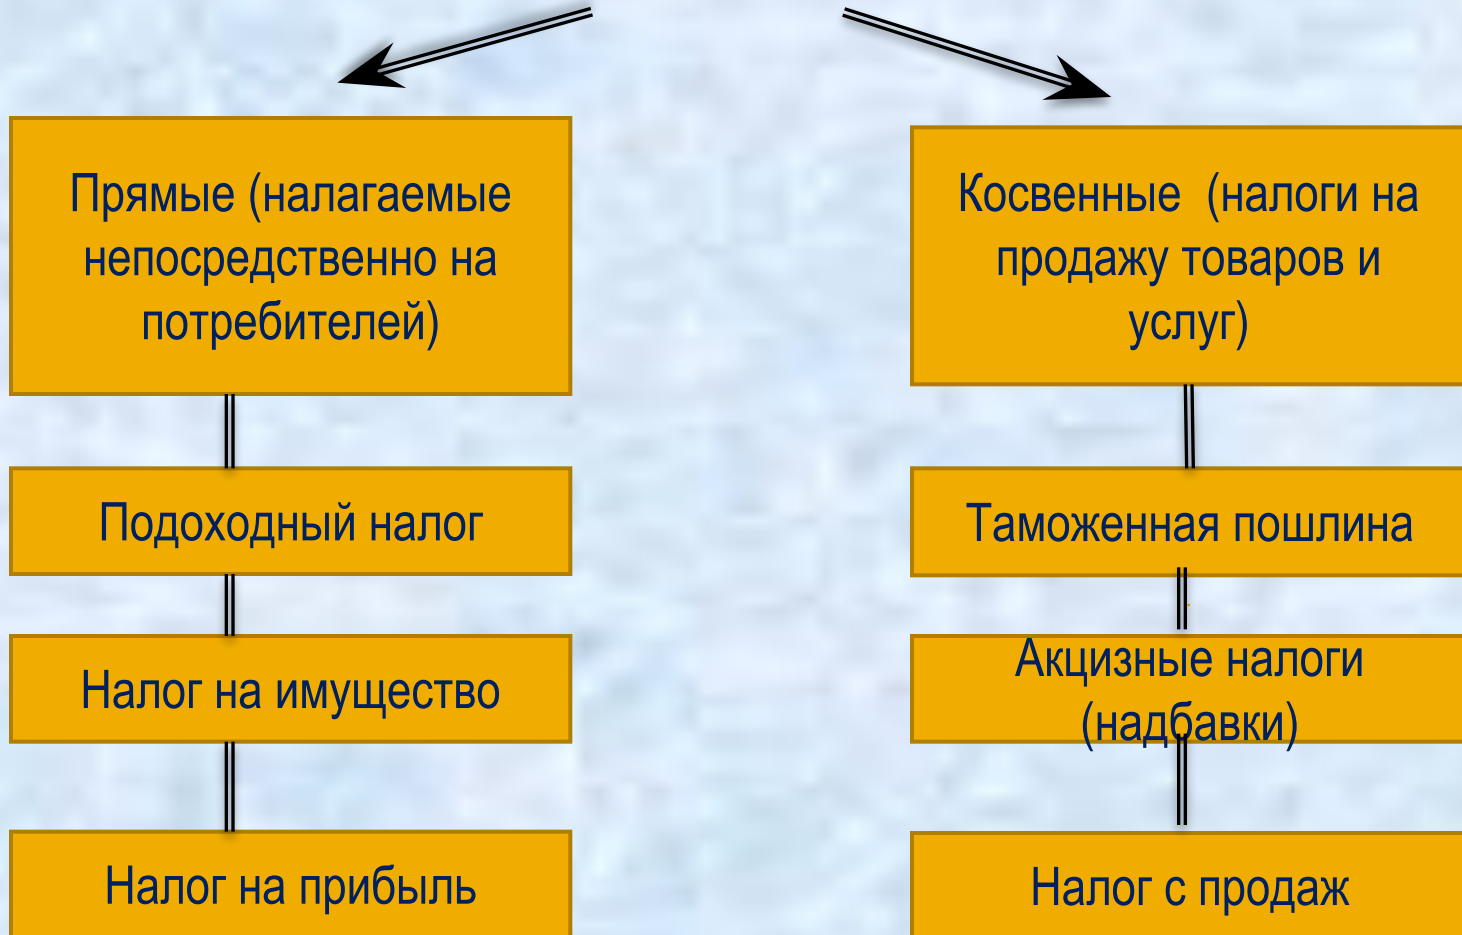 Прямые (налагаемые
непосредственно на
потребителей)
Подоходный налог
Налог на имущество
Налог на прибыль
Косвенные (налоги на
продажу товаров и
услуг)
Таможенная пошлина
Акцизные налоги
(надбавки)
Налог с продаж